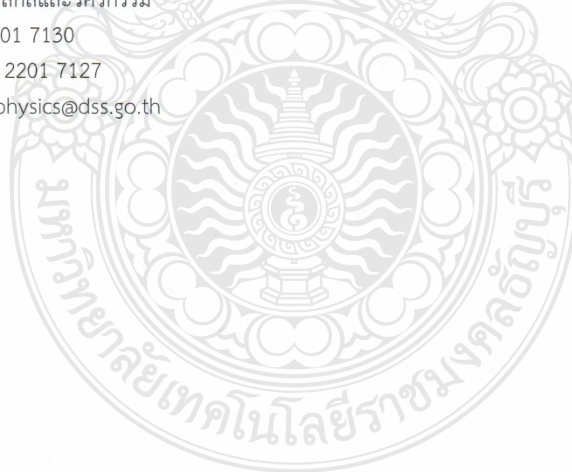 01 7130
2201 7127
physics@dss.go.th
มหาวิทยาลัยเทคโนโลยีราชมงคลธัญบุรี